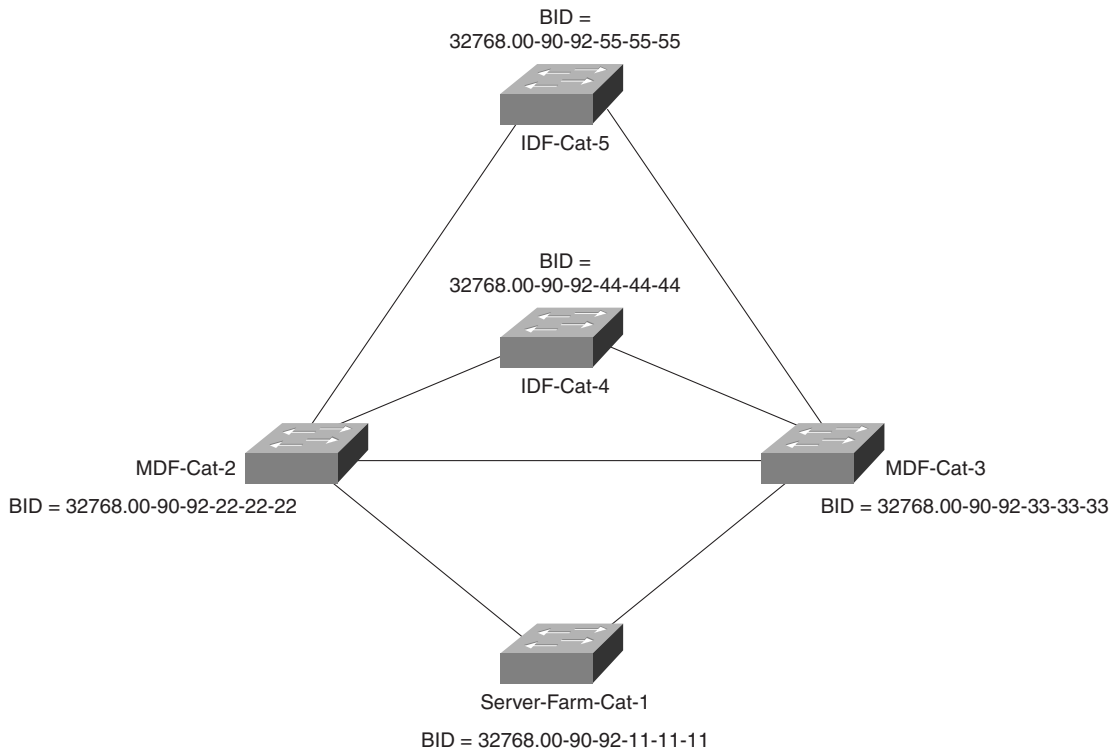 BID =
32768.00-90-92-55-55-55
IDF-Cat-5
BID =
32768.00-90-92-44-44-44
IDF-Cat-4
MDF-Cat-2
MDF-Cat-3
BID = 32768.00-90-92-22-22-22
BID = 32768.00-90-92-33-33-33
Server-Farm-Cat-1
BID = 32768.00-90-92-11-11-11